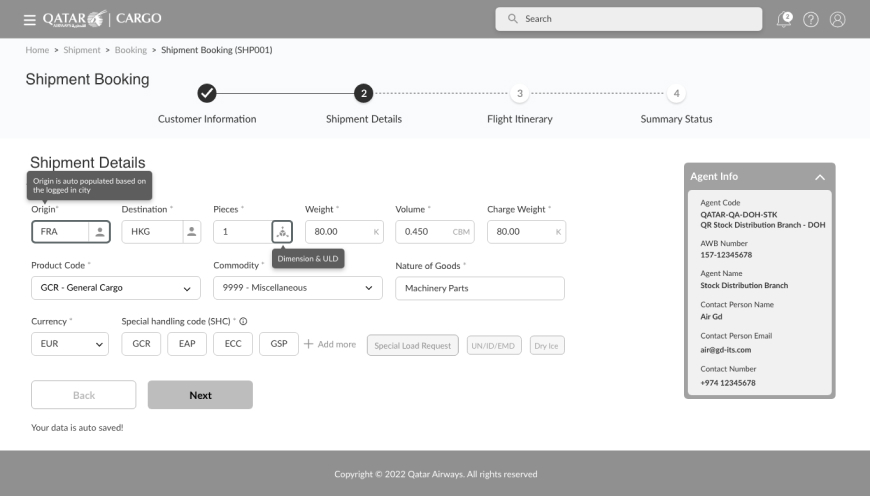 QATAR
AIRWAYS
CARGO
Search
2
Home > Shipment > Booking > Shipment Booking (SHP001)
Shipment Booking
2
3
4
Customer Information
Shipment Details
Flight Itinerary
Summary Status
Shipment Details
Origin is auto populated based on
the logged in city
Origin*
Destination *
Pieces *
Weight *
Volume *
Charge Weight *
FRA
HKG
1
80.00 K
0.450 CBM
80.00 K
Dimension & ULD
Product Code *
Commodity *
Nature of Goods *
GCR - General Cargo
9999 - Miscellaneous
Machinery Parts
Currency *
Special handling code (SHC) *
EUR
GCR
EAP
ECC
GSP
+ Add more
Special Load Request
UN/ID/EMD
Dry Ice
Back
Next
Your data is auto saved!
Agent Info
Agent Code
QATAR-QA-DOH-STK
QR Stock Distribution Branch - DOH
AWB Number
157-12345678
Agent Name
Stock Distribution Branch
Contact Person Name
Air Gd
Contact Person Email
air@gd-its.com
Contact Number
+974 12345678
Copyright © 2022 Qatar Airways. All rights reserved